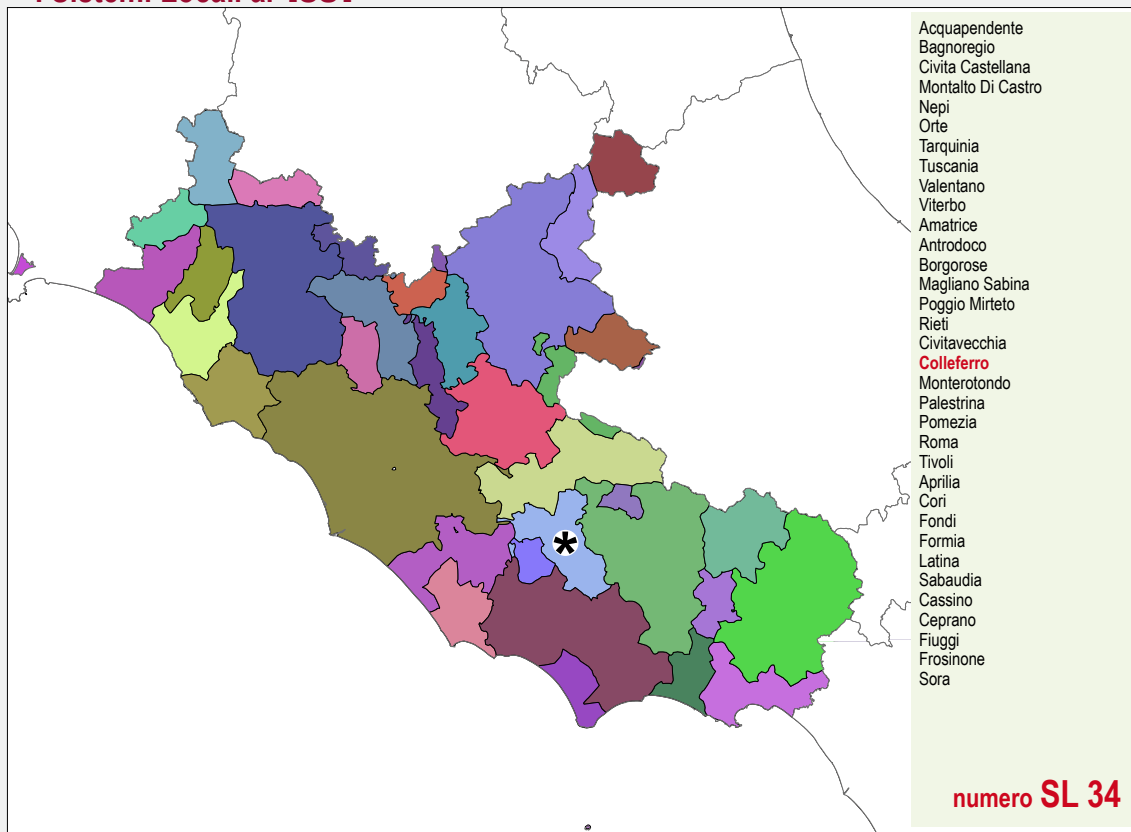 Acquapendente
Bagnoregio
Civita Castellana
Montalto Di Castro
Nepi
Orte
Tarquinia
Tuscania
Valentano
Viterbo
Amatrice
Antrodoco
Borgorose
Magliano Sabina
Poggio Mirteto
Rieti
Civitavecchia
Colleferro
Monterotondo
Palestrina
Pomezia
Roma
Tivoli
Aprilia
Cori
Fondi
Formia
Latina
Sabaudia
Cassino
Ceprano
Fiuggi
Frosinone
Sora
*
numero SL 34